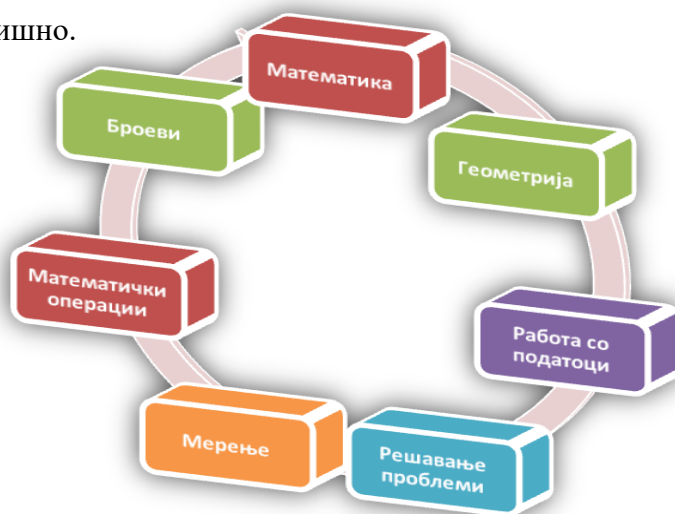 ишно.
Математика
Геометрија
Работа со
податоци
Решавање
проблеми
Мерење
Математички
операции
Броеви